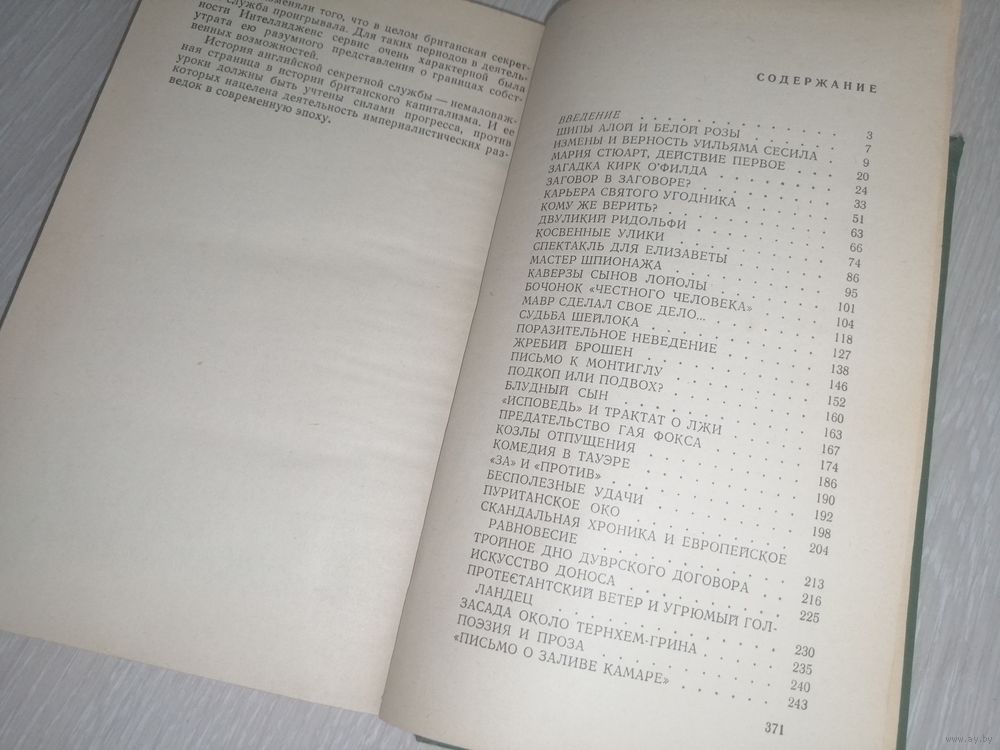 меняли того, что в целом британская секрет-
служба проигрывала. Для таких периодов в деятель-
ности Интеллидженс сервис очень характерной была
утрата ею разумного представления о границах собст-
венных возможностей.
История английской секретной службы — немаловаж-
ная страница в истории британского капитализма. И ее
уроки должны быть учтены силами прогресса, против
которых нацелена деятельность империалистических раз-
ведок в современную эпоху.
СОДЕРЖАНИЕ
ВВЕДЕНИЕ . . . 3
ШИПЫ АЛОЙ И БЕЛОЙ РОЗЫ . . . 7
ИЗМЕНЫ И ВЕРНОСТЬ УИЛЬЯМА СЕСИЛА . . . 9
МАРИЯ СТЮАРТ, ДЕЙСТВИЕ ПЕРВОЕ . . . 20
ЗАГАДКА КИРК О'ФИЛДА . . . 24
ЗАГОВОР В ЗАГОВОРЕ? . . . 33
КАРЬЕРА СВЯТОГО УГОДНИКА . . . 51
КОМУ ЖЕ ВЕРИТЬ? . . . 63
ДВУЛИКИЙ РИДОЛЬФИ . . . 66
КОСВЕННЫЕ УЛИКИ . . . 74
СПЕКТАКЛЬ ДЛЯ ЕЛИЗАВЕТЫ . . . 86
МАСТЕР ШПИОНАЖА . . . 95
КАВЕРЗЫ СЫНОВ ЛОЙОЛЫ . . . 101
БОЧОНОК «ЧЕСТНОГО ЧЕЛОВЕКА» . . . 104
МАВР СДЕЛАЛ СВОЕ ДЕЛО... . . . 118
СУДЬБА ШЕЙЛОКА . . . 127
ПОРАЗИТЕЛЬНОЕ НЕВЕДЕНИЕ . . . 138
ЖРЕБИЙ БРОШЕН . . . 146
ПИСЬМО К МОНТИГЛУ . . . 152
ПОДКОП ИЛИ ПОДВОХ? . . . 160
БЛУДНЫЙ СЫН . . . 163
«ИСПОВЕДЬ» И ТРАКТАТ О ЛЖИ . . . 167
ПРЕДАТЕЛЬСТВО ГАЯ ФОКСА . . . 174
КОЗЛЫ ОТПУЩЕНИЯ . . . 186
КОМЕДИЯ В ТАУЭРЕ . . . 190
«ЗА» И «ПРОТИВ» . . . 192
БЕСПОЛЕЗНЫЕ УДАЧИ . . . 198
ПУРИТАНСКОЕ ОКО . . . 204
СКАНДАЛЬНАЯ ХРОНИКА И ЕВРОПЕЙСКОЕ
РАВНОВЕСИЕ . . . 213
ТРОЙНОЕ ДНО ДУВРСКОГО ДОГОВОРА . . . 216
ИСКУССТВО ДОНОСА . . . 225
ПРОТЕСТАНТСКИЙ ВЕТЕР И УГРЮМЫЙ ГОЛ-
ЛАНДЕЦ . . . 230
ЗАСАДА ОКОЛО ТЕРНХЕМ-ГРИНА . . . 235
ПОЭЗИЯ И ПРОЗА . . . 240
«ПИСЬМО О ЗАЛИВЕ КАМАРЕ» . . . 243
371
www.ay.by